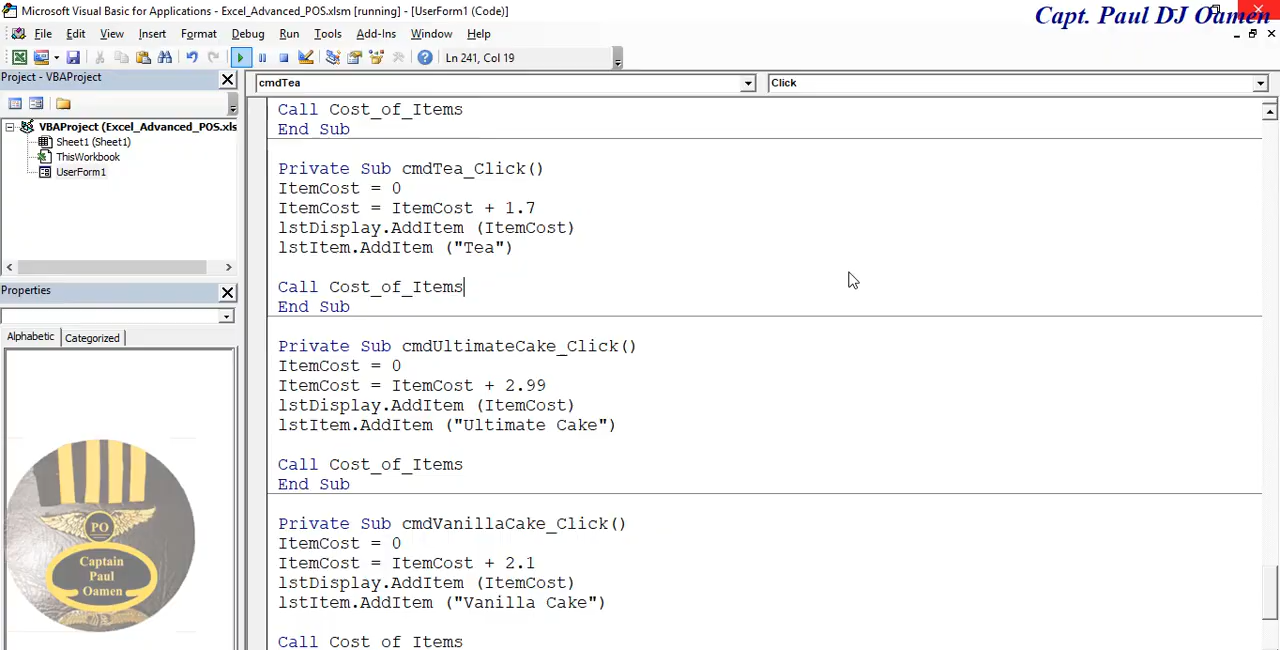 Microsoft Visual Basic for Applications - Excel_Advanced_POS.xlsm [running] - [UserForm1 (Code)]
Capt. Paul DJ Oamen
File Edit View Insert Format Debug Run Tools Add-Ins Window Help
Ln 241, Col 19
Project - VBAProject
cmdTea
Click
VBAProject (Excel_Advanced_POS.xls
Sheet1 (Sheet1)
ThisWorkbook
UserForm1
Properties
Alphabetic Categorized
PO
Captain
Paul
Oamen
Call Cost_of_Items
End Sub
Private Sub cmdTea_Click()
ItemCost = 0
ItemCost = ItemCost + 1.7
lstDisplay.AddItem (ItemCost)
lstItem.AddItem ("Tea")
Call Cost_of_Items
End Sub
Private Sub cmdUltimateCake_Click()
ItemCost = 0
ItemCost = ItemCost + 2.99
lstDisplay.AddItem (ItemCost)
lstItem.AddItem ("Ultimate Cake")
Call Cost_of_Items
End Sub
Private Sub cmdVanillaCake_Click()
ItemCost = 0
ItemCost = ItemCost + 2.1
lstDisplay.AddItem (ItemCost)
lstItem.AddItem ("Vanilla Cake")
Call Cost_of_Items